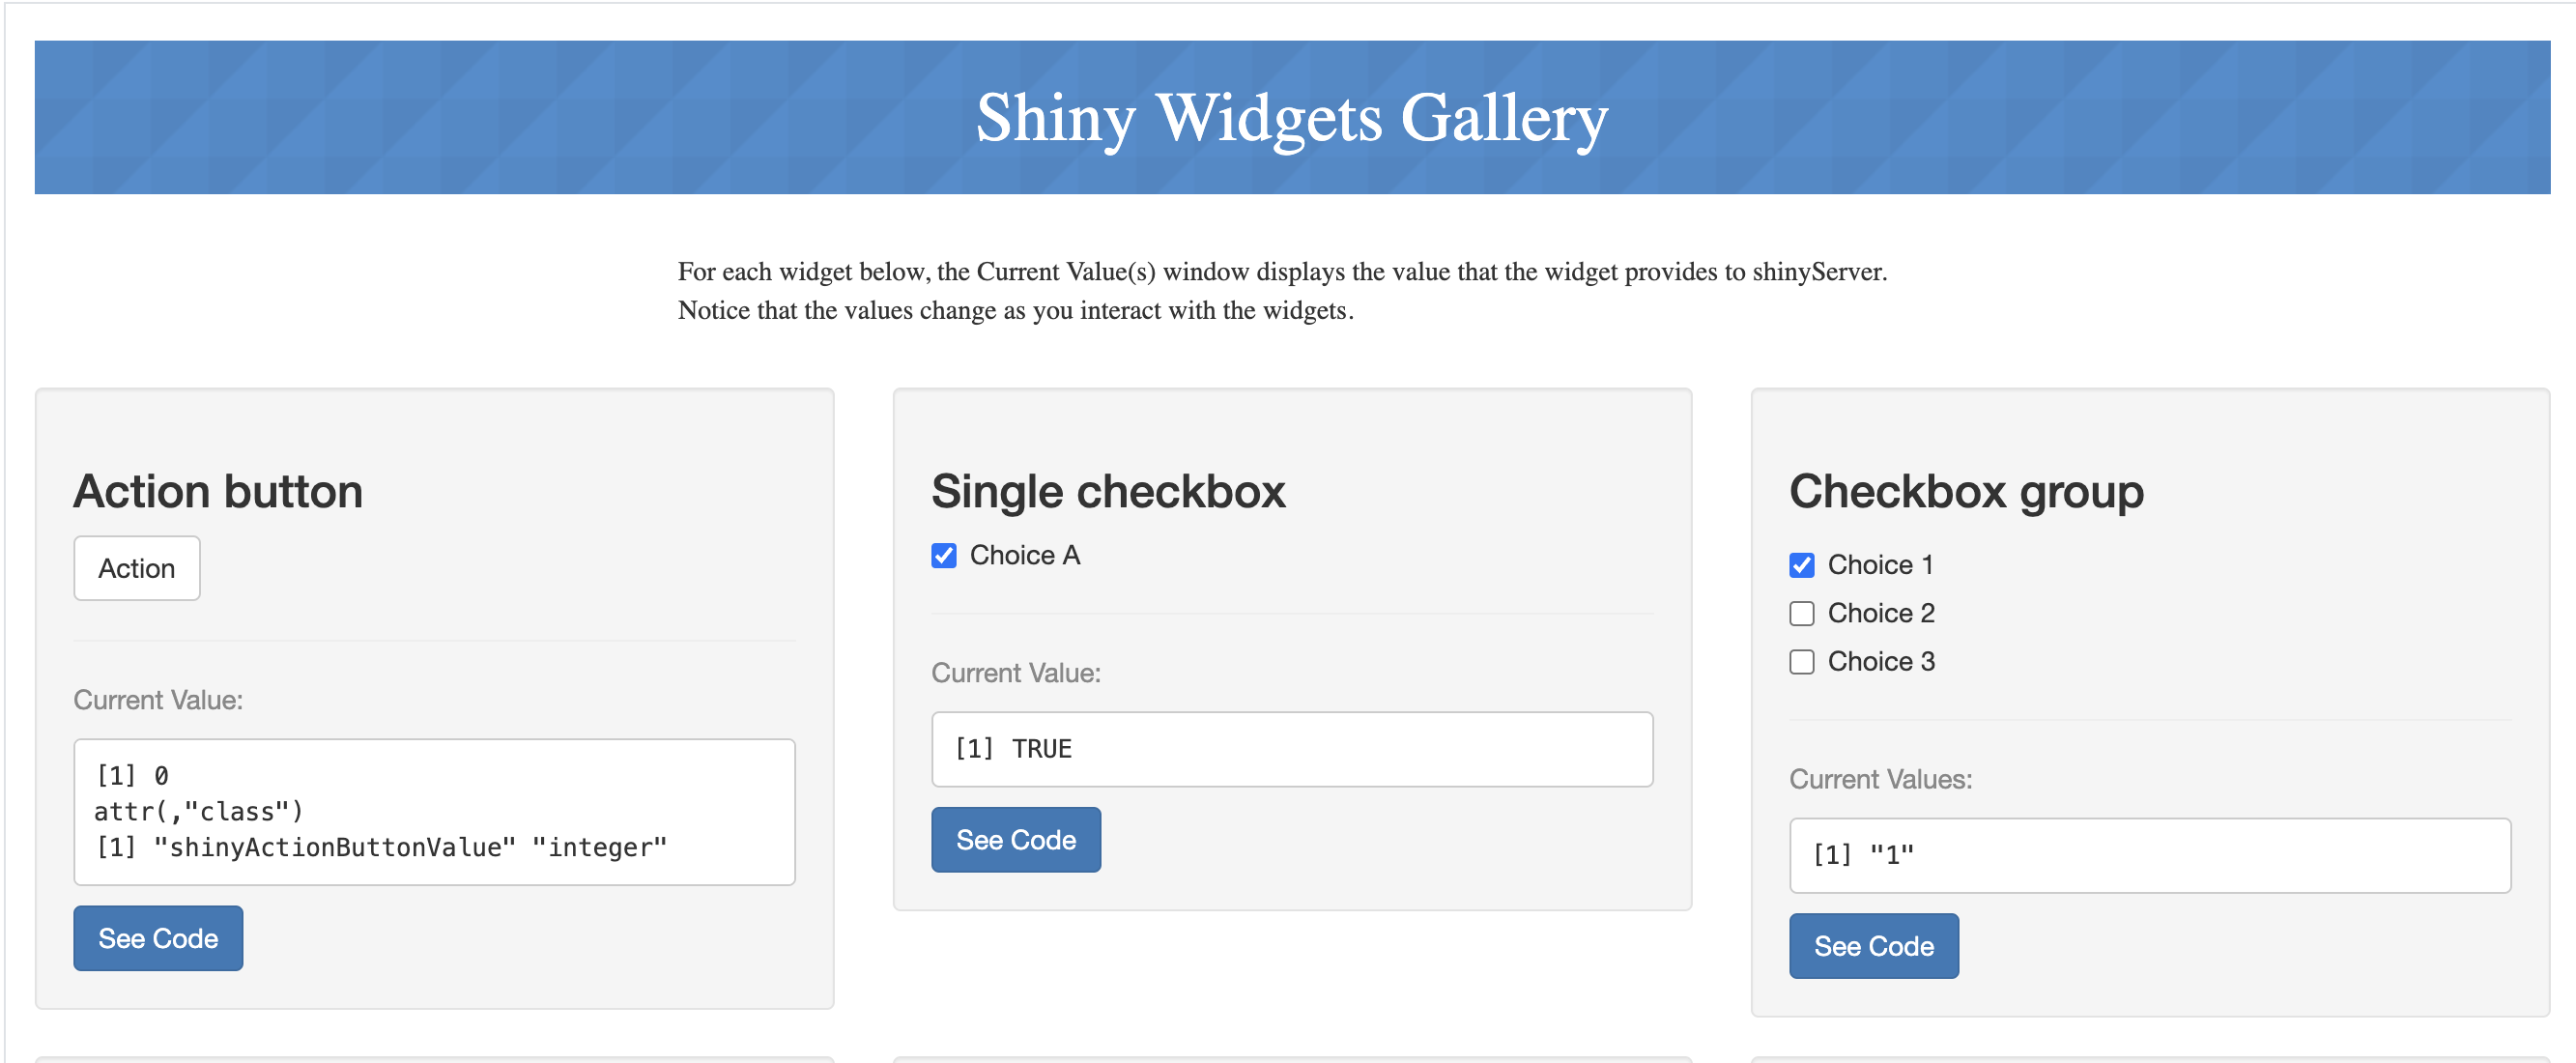 Shiny Widgets Gallery
For each widget below, the Current Value(s) window displays the value that the widget provides to shinyServer.
Notice that the values change as you interact with the widgets.
Action button
Action
Current Value:
[1] 0
attr(,"class")
[1] "shinyActionButtonValue" "integer"
See Code
Single checkbox
Choice A
Current Value:
[1] TRUE
See Code
Checkbox group
Choice 1
Choice 2
Choice 3
Current Values:
[1] "1"
See Code